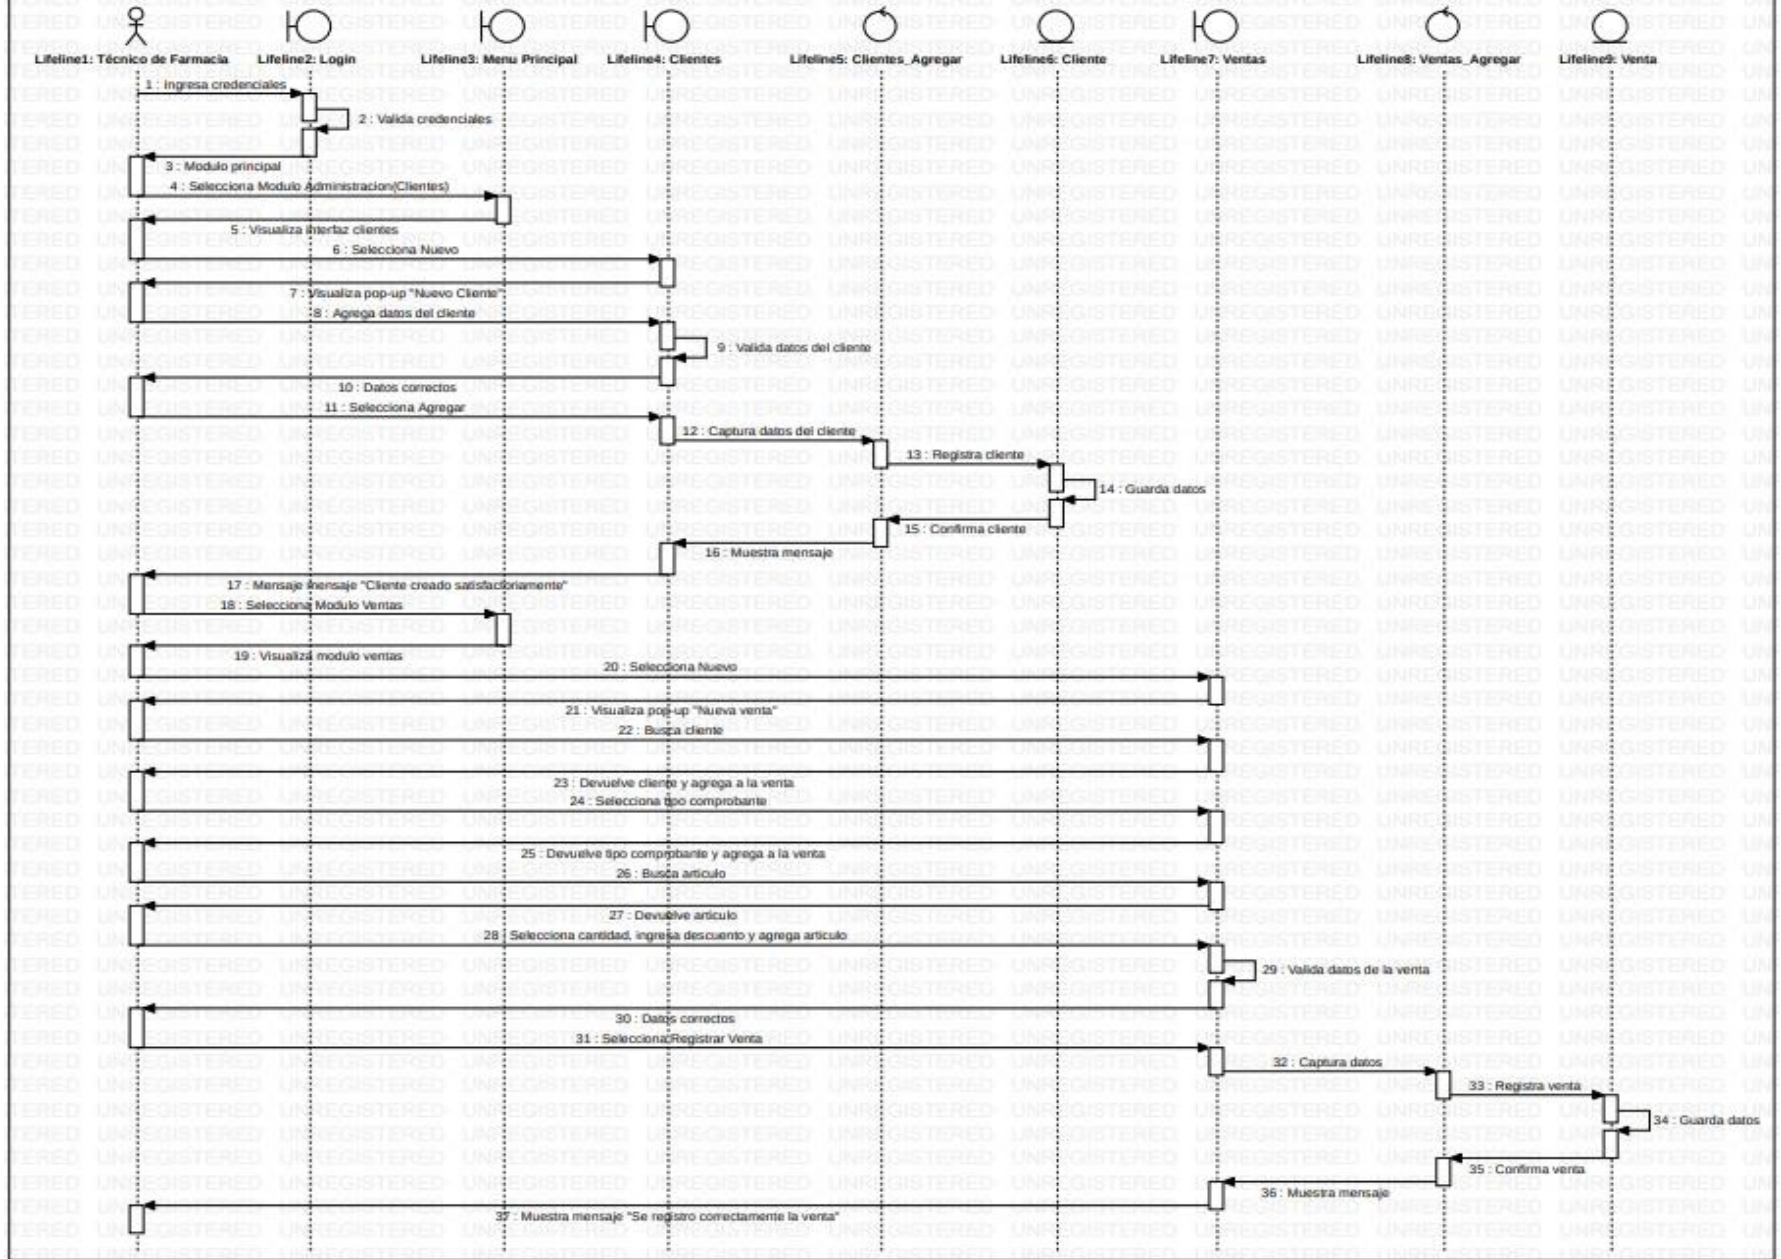 Lifeline1: Técnico de Farmacia
Lifeline2: Login
Lifeline3: Menu Principal
Lifeline4: Clientes
Lifeline5: Clientes_Agregar
Lifeline6: Cliente
Lifeline7: Ventas
Lifeline8: Ventas_Agregar
Lifeline9: Venta
1 : Ingresa credenciales
2 : Valida credenciales
3 : Modulo principal
4 : Selecciona Modulo Administracion(Clientes)
5 : Visualiza interfaz clientes
6 : Selecciona Nuevo
7 : Visualiza pop-up "Nuevo Cliente"
8 : Agrega datos del cliente
9 : Valida datos del cliente
10 : Datos correctos
11 : Selecciona Agregar
12 : Captura datos del cliente
13 : Registra cliente
14 : Guarda datos
15 : Confirma cliente
16 : Muestra mensaje
17 : Mensaje mensaje "Cliente creado satisfactoriamente"
18 : Selecciona Modulo Ventas
19 : Visualiza modulo ventas
20 : Selecciona Nuevo
21 : Visualiza pop-up "Nueva venta"
22 : Busca cliente
23 : Devuelve cliente y agrega a la venta
24 : Selecciona tipo comprobante
25 : Devuelve tipo comprobante y agrega a la venta
26 : Busca articulo
27 : Devuelve articulo
28 : Selecciona cantidad, ingresa descuento y agrega articulo
29 : Valida datos de la venta
30 : Datos correctos
31 : Selecciona Registrar Venta
32 : Captura datos
33 : Registra venta
34 : Guarda datos
35 : Confirma venta
36 : Muestra mensaje
37 : Muestra mensaje "Se registro correctamente la venta"